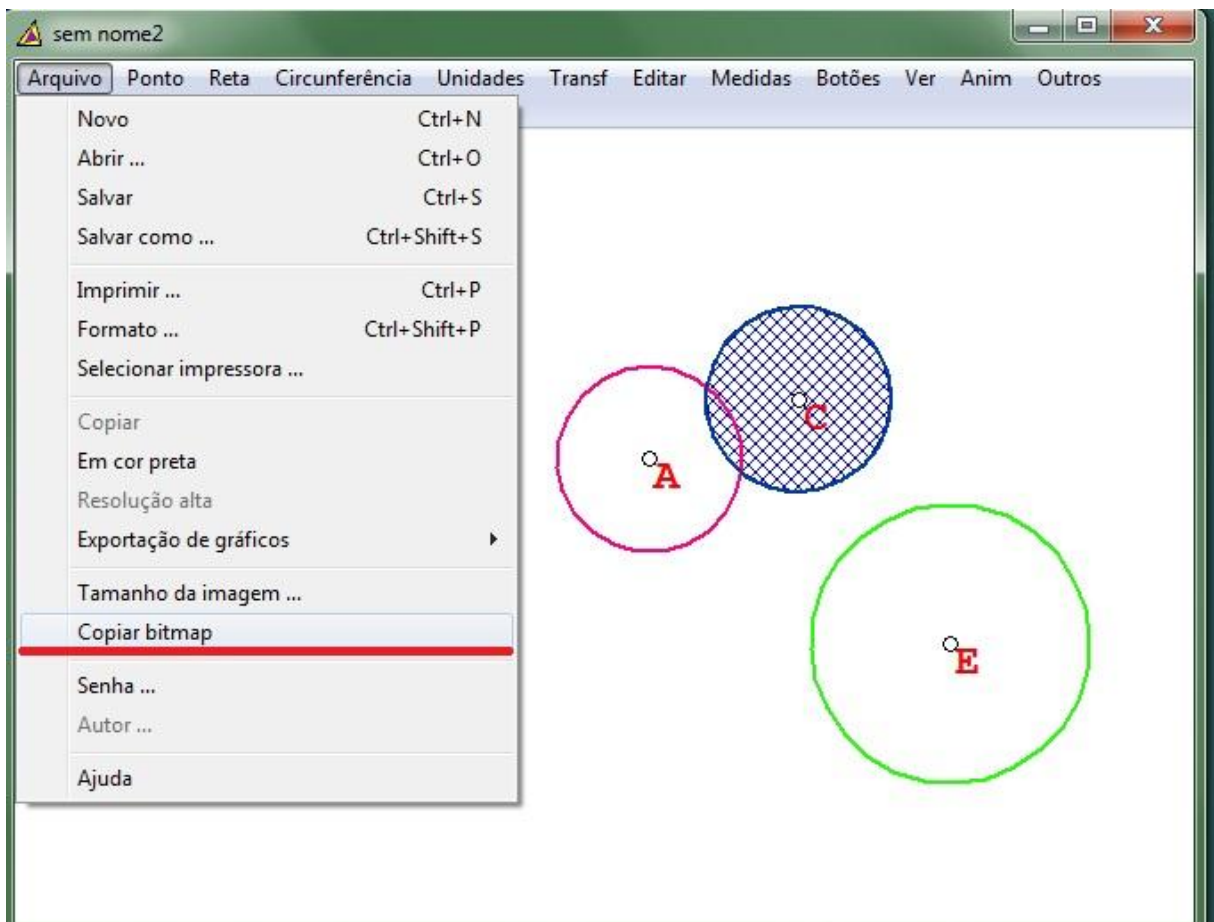 sem nome2
Arquivo Ponto Reta Circunferência Unidades Transf Editar Medidas Botões Ver Anim Outros
Novo Ctrl+N
Abrir ... Ctrl+O
Salvar Ctrl+S
Salvar como ... Ctrl+Shift+S
Imprimir ... Ctrl+P
Formato ... Ctrl+Shift+P
Selecionar impressora ...
Copiar
Em cor preta
Resolução alta
Exportação de gráficos
Tamanho da imagem ...
Copiar bitmap
Senha ...
Autor ...
Ajuda
C
A
E